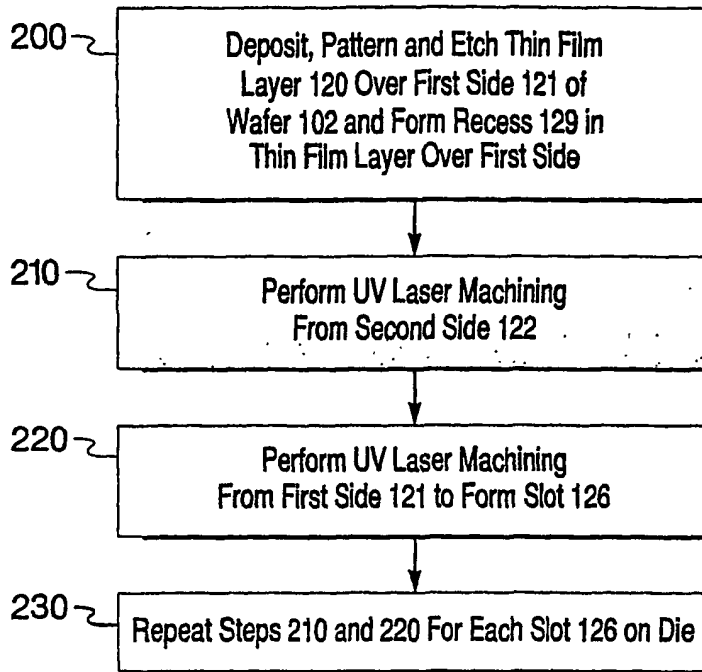 200
Deposit, Pattern and Etch Thin Film
Layer 120 Over First Side 121 of
Wafer 102 and Form Recess 129 in
Thin Film Layer Over First Side
210
Perform UV Laser Machining
From Second Side 122
220
Perform UV Laser Machining
From First Side 121 to Form Slot 126
230
Repeat Steps 210 and 220 For Each Slot 126 on Die